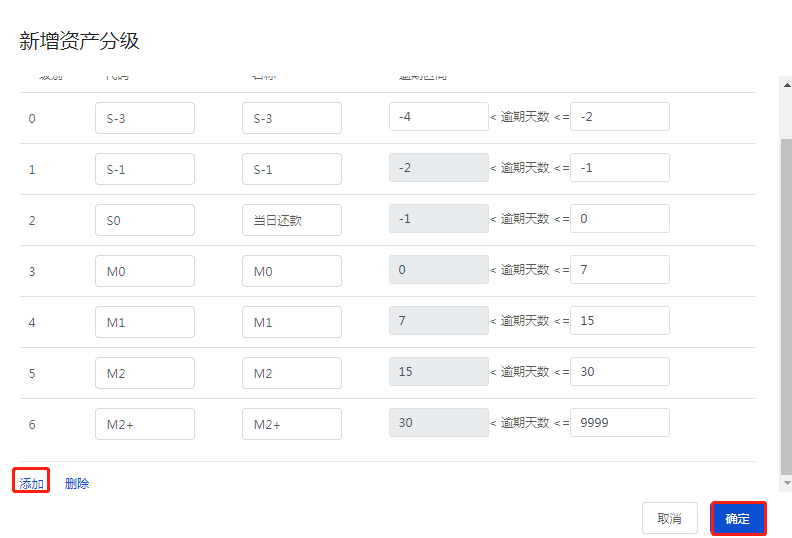 新增资产分级
级别 代码 名称 逾期区间
0 S-3 S-3 -4 < 逾期天数 <= -2
1 S-1 S-1 -2 < 逾期天数 <= -1
2 S0 当日还款 -1 < 逾期天数 <= 0
3 M0 M0 0 < 逾期天数 <= 7
4 M1 M1 7 < 逾期天数 <= 15
5 M2 M2 15 < 逾期天数 <= 30
6 M2+ M2+ 30 < 逾期天数 <= 9999
添加 删除
取消 确定